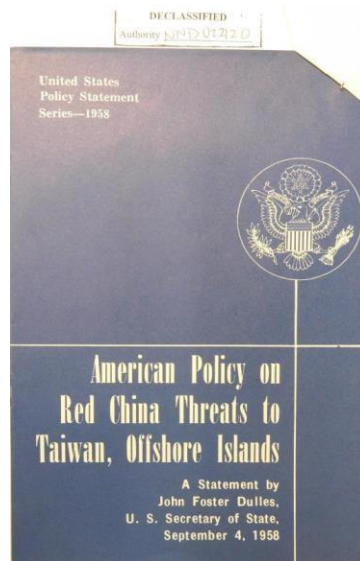 DECLASSIFIED
Authority NND
United States
Policy Statement
Series—1958
American Policy on
Red China Threats to
Taiwan, Offshore Islands
A Statement by
John Foster Dulles,
U. S. Secretary of State,
September 4, 1958